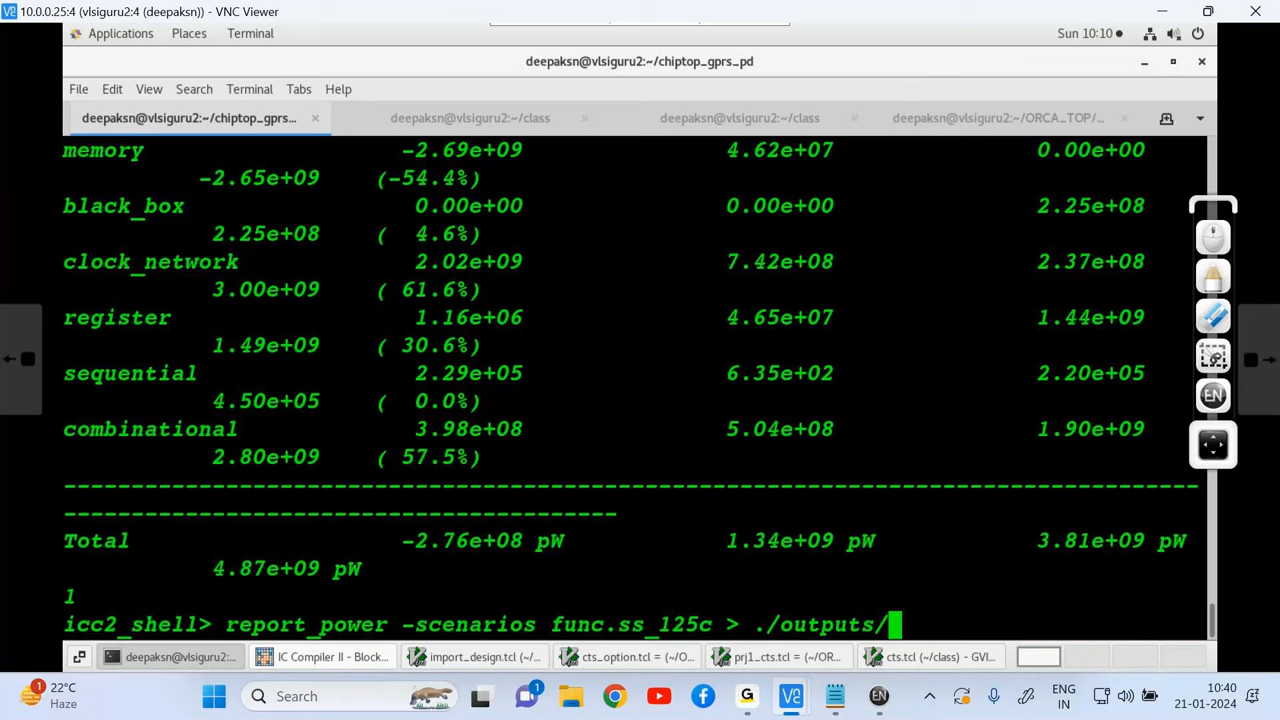 10.0.0.25:4 (vlsiguru2:4 (deepaksn)) - VNC Viewer
Applications Places Terminal Sun 10:10
deepaksn@vlsiguru2:~/chiptop_gprs_pd
File Edit View Search Terminal Tabs Help
deepaksn@vlsiguru2:~/chiptop_gprs... deepaksn@vlsiguru2:~/class deepaksn@vlsiguru2:~/class deepaksn@vlsiguru2:~/ORCA_TOP/...
memory -2.69e+09 4.62e+07 0.00e+00
-2.65e+09 (-54.4%)
black_box 0.00e+00 0.00e+00 2.25e+08
2.25e+08 ( 4.6%)
clock_network 2.02e+09 7.42e+08 2.37e+08
3.00e+09 ( 61.6%)
register 1.16e+06 4.65e+07 1.44e+09
1.49e+09 ( 30.6%)
sequential 2.29e+05 6.35e+02 2.20e+05
4.50e+05 ( 0.0%)
combinational 3.98e+08 5.04e+08 1.90e+09
2.80e+09 ( 57.5%)
--------------------------------------------------------------------------------
-----------------------------------------
Total -2.76e+08 pW 1.34e+09 pW 3.81e+09 pW
4.87e+09 pW
1
icc2_shell> report_power -scenarios func.ss_125c > ./outputs/
EN
deepaksn@vlsiguru2:... IC Compiler II - Block... import_design.tcl (~/... cts_option.tcl = (~/O... prj1_cts.tcl = (~/OR... cts.tcl (~/class) - GVI...
1 22°C Haze Search 1 G EN ENG IN 10:40 21-01-2024